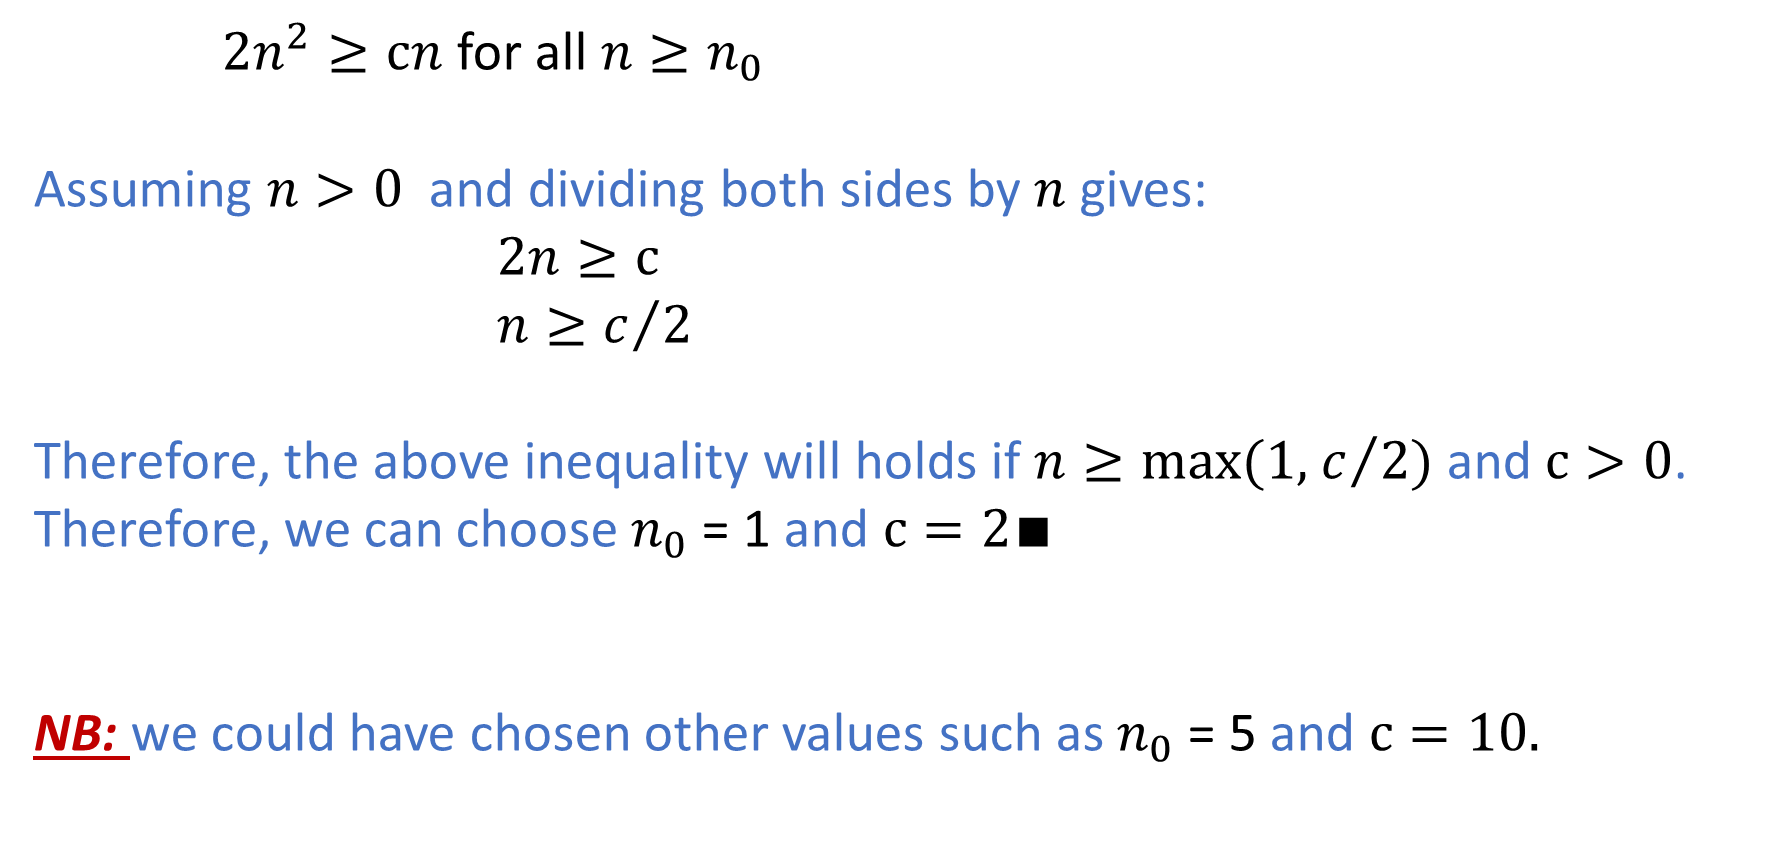 2n² ≥ cn for all n ≥ n₀
Assuming n > 0 and dividing both sides by n gives:
2n ≥ c
n ≥ c/2
Therefore, the above inequality will holds if n ≥ max(1, c/2) and c > 0.
Therefore, we can choose n₀ = 1 and c = 2■
NB: we could have chosen other values such as n₀ = 5 and c = 10.